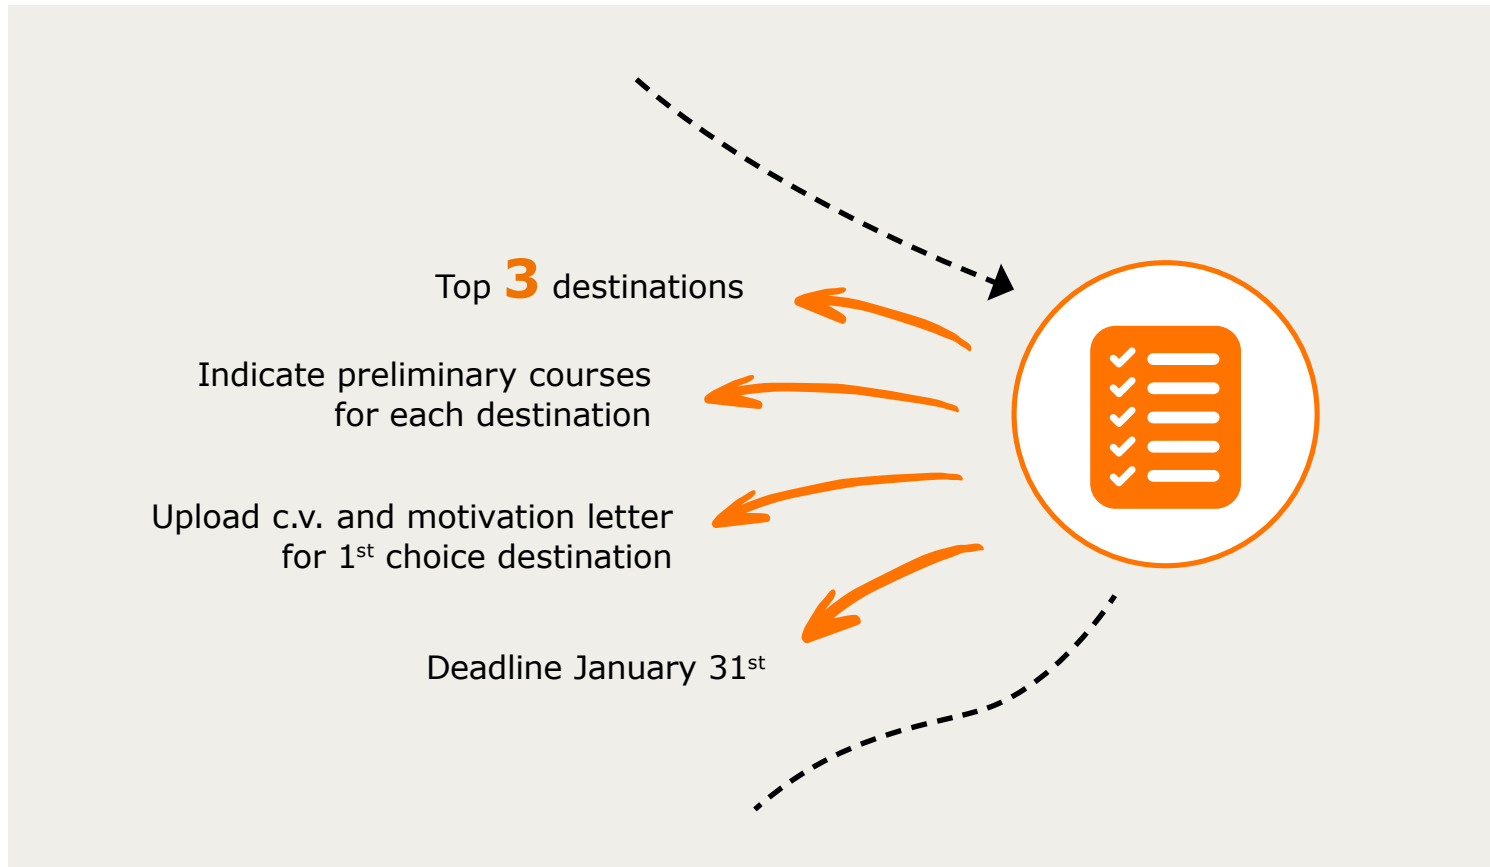 Top 3 destinations
Indicate preliminary courses
for each destination
Upload c.v. and motivation letter
for 1st choice destination
Deadline January 31st